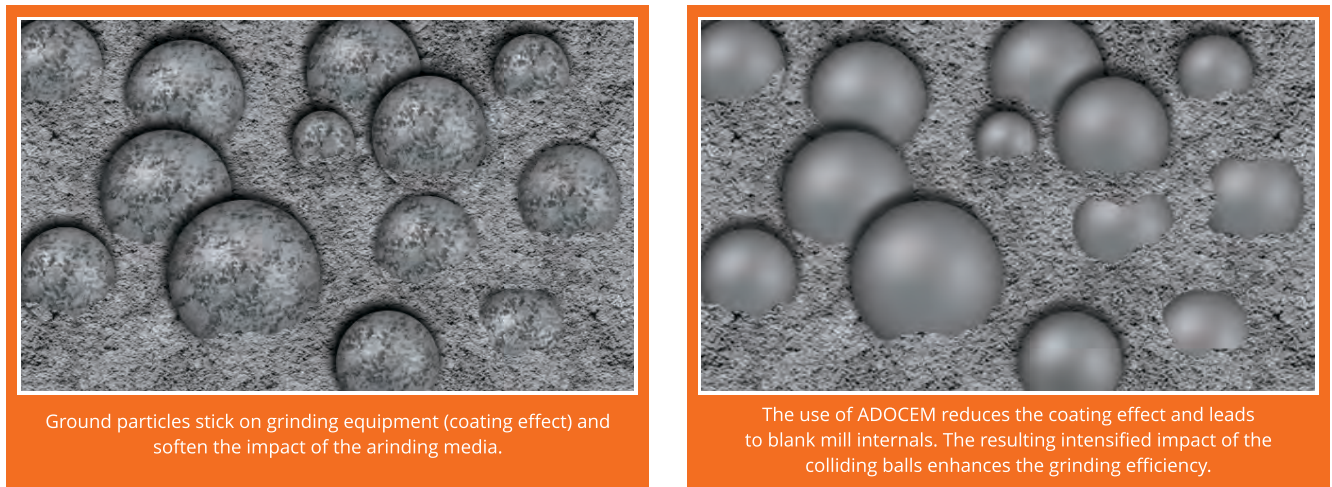 Ground particles stick on grinding equipment (coating effect) and
soften the impact of the arinding media.
The use of ADOCEM reduces the coating effect and leads
to blank mill internals. The resulting intensified impact of the
colliding balls enhances the grinding efficiency.